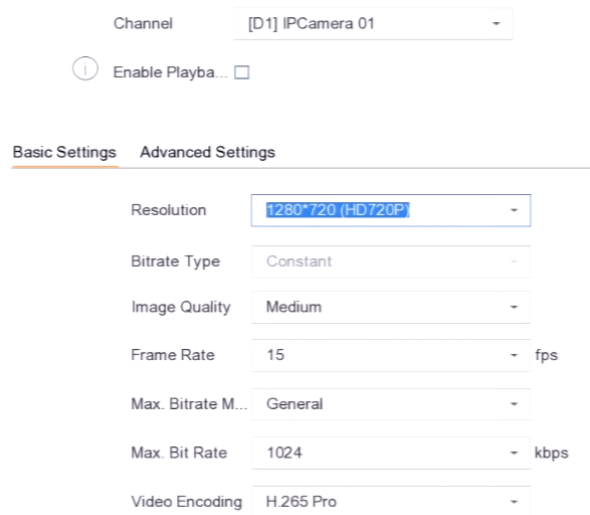 Channel [D1] IPCamera 01
Enable Playba...
Basic Settings Advanced Settings
Resolution 1280*720 (HD720P)
Bitrate Type Constant
Image Quality Medium
Frame Rate 15 fps
Max. Bitrate M... General
Max. Bit Rate 1024 kbps
Video Encoding H.265 Pro